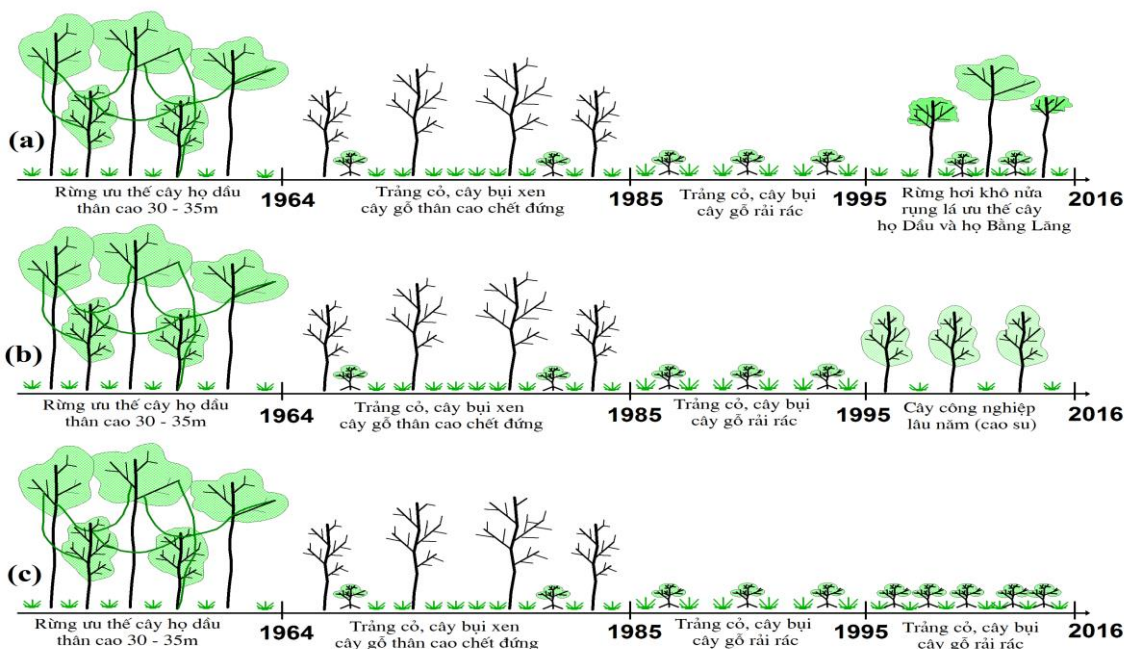 (a)
Rừng ưu thế cây họ dầu
thân cao 30 - 35m
1964
Trảng cỏ, cây bụi xen
cây gỗ thân cao chết đứng
1985
Trảng cỏ, cây bụi
cây gỗ rải rác
1995
Rừng hơi khô nửa
rụng lá ưu thế cây
họ Dầu và họ Bằng Lăng
2016
(b)
Rừng ưu thế cây họ dầu
thân cao 30 - 35m
1964
Trảng cỏ, cây bụi xen
cây gỗ thân cao chết đứng
1985
Trảng cỏ, cây bụi
cây gỗ rải rác
1995
Cây công nghiệp
lâu năm (cao su)
2016
(c)
Rừng ưu thế cây họ dầu
thân cao 30 - 35m
1964
Trảng cỏ, cây bụi xen
cây gỗ thân cao chết đứng
1985
Trảng cỏ, cây bụi
cây gỗ rải rác
1995
Trảng cỏ, cây bụi
cây gỗ rải rác
2016